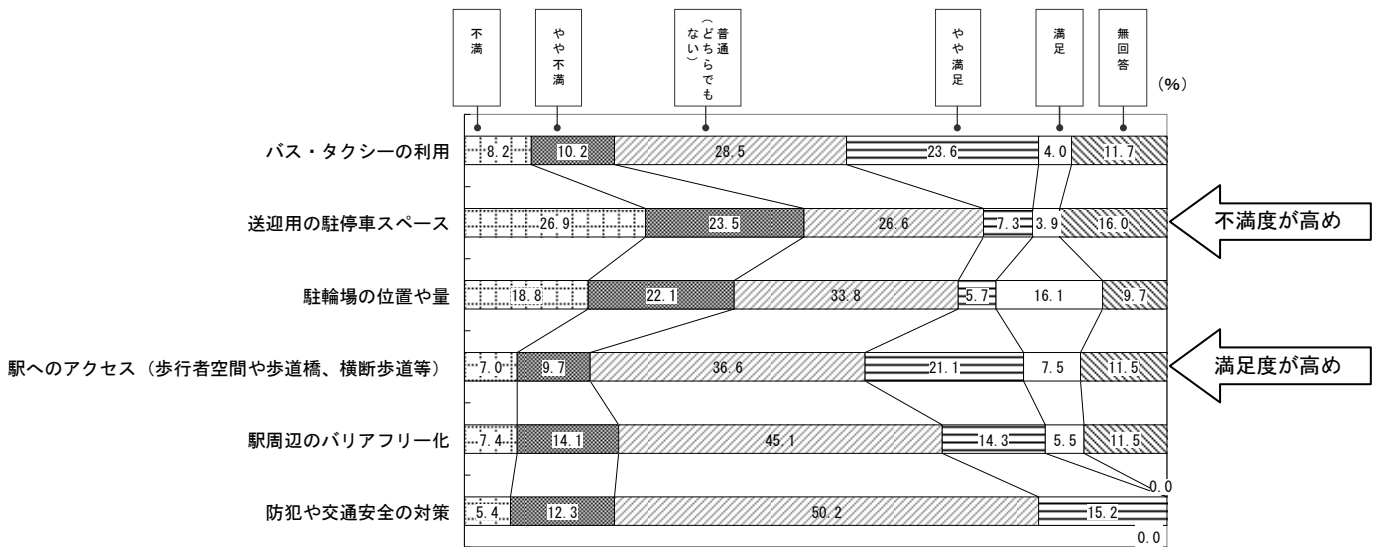 不満
やや不満
普通
（どちらでも
ない）
やや満足
満足
無回答
（%）
バス・タクシーの利用
8.2
10.2
28.5
23.6
4.0
11.7
送迎用の駐停車スペース
26.9
23.5
26.6
7.3
3.9
16.0
不満度が高め
駐輪場の位置や量
18.8
22.1
33.8
5.7
16.1
9.7
駅へのアクセス（歩行者空間や歩道橋、横断歩道等）
7.0
9.7
36.6
21.1
7.5
11.5
満足度が高め
駅周辺のバリアフリー化
7.4
14.1
45.1
14.3
5.5
11.5
0.0
防犯や交通安全の対策
5.4
12.3
50.2
15.2
0.0